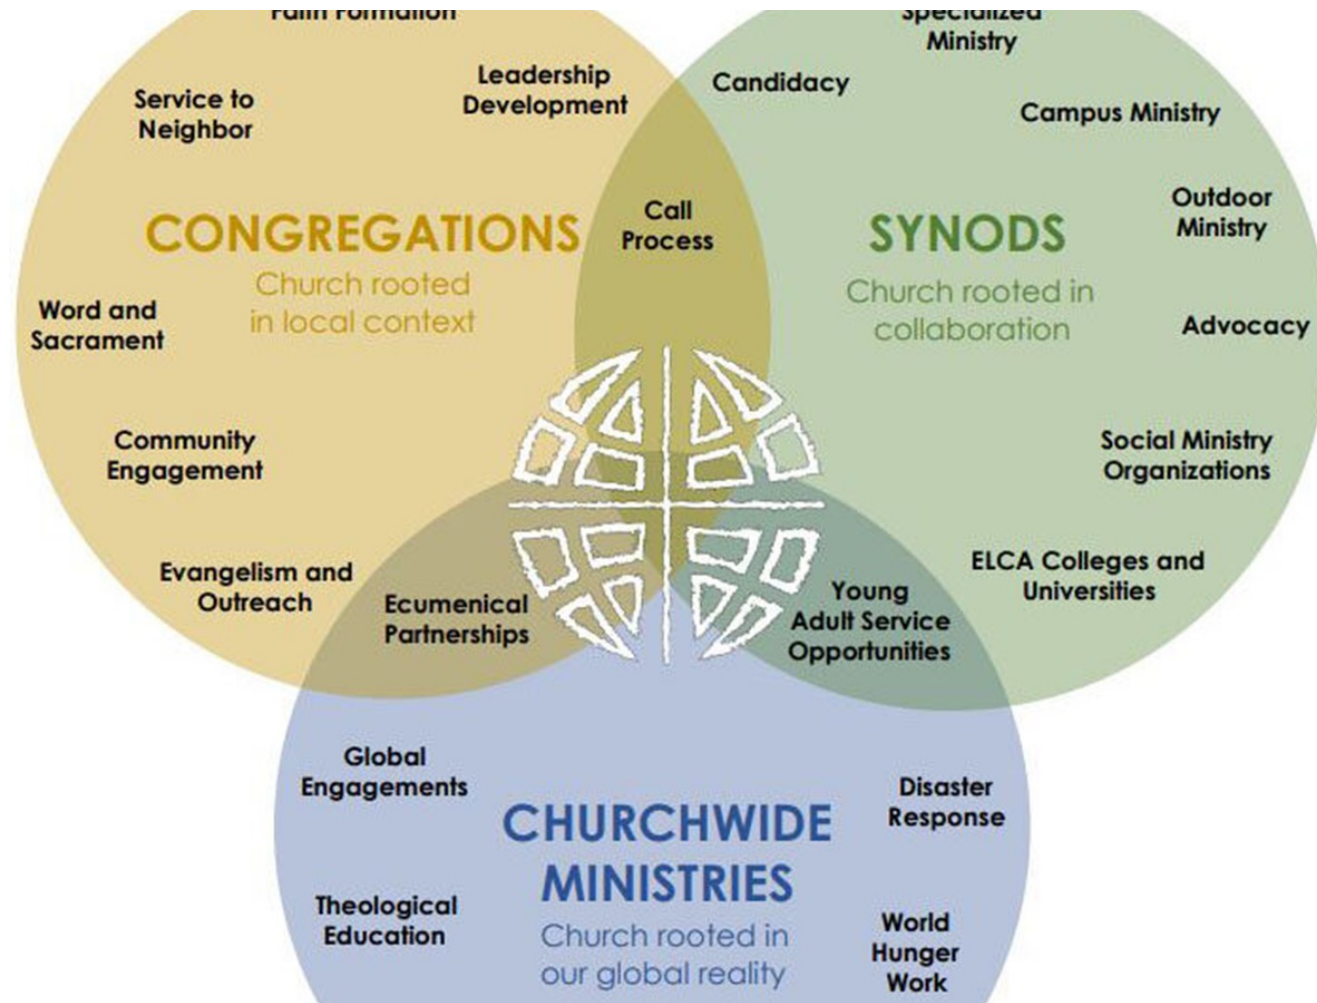 Faith Formation
Leadership
Development
Service to
Neighbor
CONGREGATIONS
Church rooted
in local context
Word and
Sacrament
Community
Engagement
Evangelism and
Outreach
Call
Process
Specialized
Ministry
Candidacy
Campus Ministry
Outdoor
Ministry
SYNODS
Church rooted in
collaboration
Advocacy
Social Ministry
Organizations
ELCA Colleges and
Universities
Ecumenical
Partnerships
Young
Adult Service
Opportunities
Global
Engagements
Disaster
Response
CHURCHWIDE
MINISTRIES
Church rooted in
our global reality
Theological
Education
World
Hunger
Work